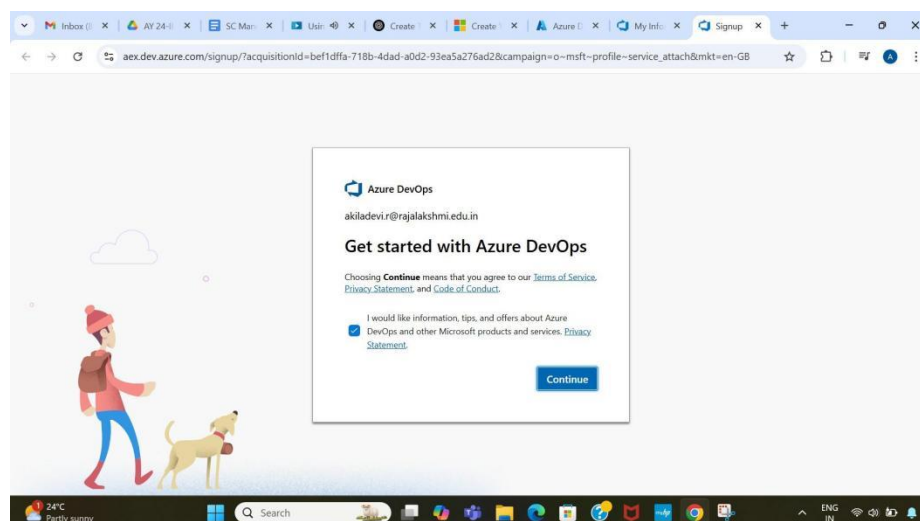 Inbox (
AY 24-
SC Man
Usin
Create
Create
Azure D
My Info
Signup
aex.dev.azure.com/signup/?acquisitionId=bef1dffa-718b-4dad-a0d2-93ea5a276ad2&campaign=o~msft~profile~service_attach&mkt=en-GB
A
Azure DevOps
akiladevi.r@rajalakshmi.edu.in
Get started with Azure DevOps
Choosing Continue means that you agree to our Terms of Service,
Privacy Statement, and Code of Conduct.
I would like information, tips, and offers about Azure
DevOps and other Microsoft products and services. Privacy
Statement.
Continue
1
24°C
Partly sunny
Search
ENG
IN